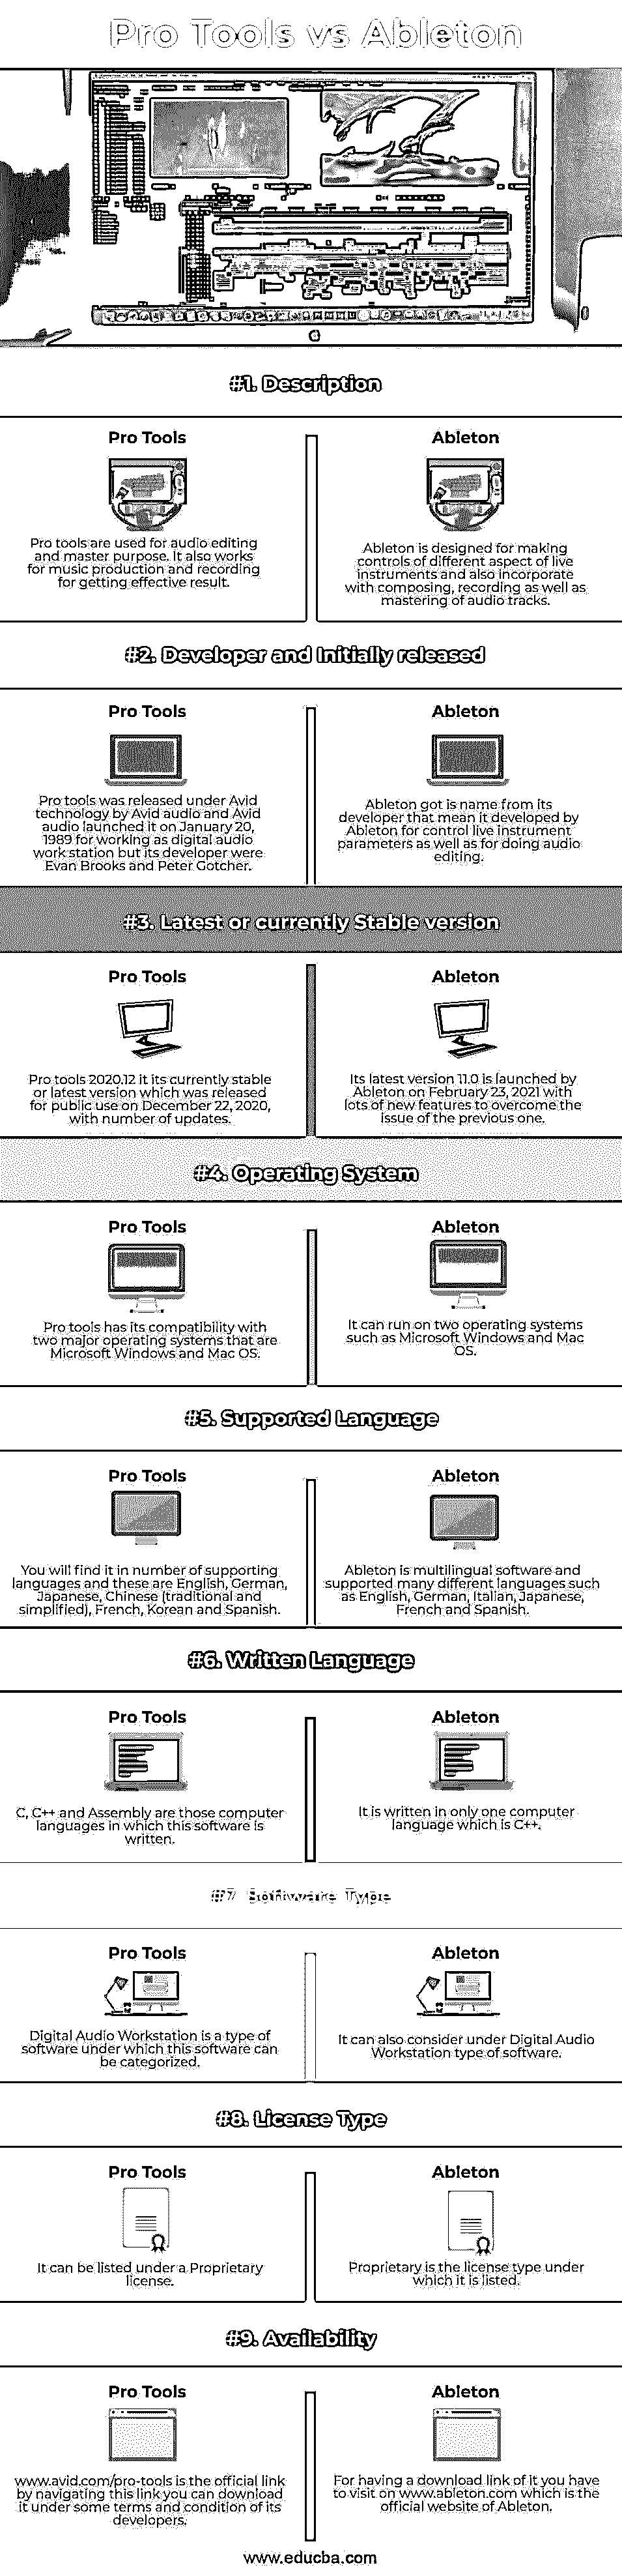 Pro Tools vs Ableton
#1. Description
Pro Tools
Pro tools are used for audio editing
and master purpose. It also works
for music production and recording
for getting effective result.
Ableton
Ableton is designed for making
controls of different aspect of live
instruments and also incorporate
with composing, recording as well as
mastering of audio tracks.
#2. Developer and Initially released
Pro Tools
Pro tools was released under Avid
technology by Avid audio and Avid
audio launched it on January 20,
1989 for working as digital audio
workstation but its developer were
Evan Brooks and Peter Gotcher.
Ableton
Ableton got is name from its
developer that mean it developed by
Ableton for control live instrument
parameters as well as for doing audio
editing.
#3. Latest or currently Stable version
Pro Tools
Pro tools 2020.12 it its currently stable
or latest version which was released
for public use on December 22, 2020,
with number of updates.
Ableton
Its latest version 11.0 is launched by
Ableton on February 23, 2021 with
lots of new features to overcome the
issue of the previous one.
#4. Operating System
Pro Tools
Pro tools has its compatibility with
two major operating systems that are
Microsoft Windows and Mac OS.
Ableton
It can run on two operating systems
such as Microsoft Windows and Mac
OS.
#5. Supported Language
Pro Tools
You will find it in number of supporting
languages and these are English, German,
Japanese, Chinese (traditional and
simplified), French, Korean and Spanish.
Ableton
Ableton is multilingual software and
supported many different languages such
as English, German, Italian, Japanese,
French and Spanish.
#6. Written Language
Pro Tools
C, C++ and Assembly are those computer
languages in which this software is
written.
Ableton
It is written in only one computer
language which is C++.
#7. Software Type
Pro Tools
Digital Audio Workstation is a type of
software under which this software can
be categorized.
Ableton
It can also consider under Digital Audio
Workstation type of software.
#8. License Type
Pro Tools
It can be listed under a Proprietary
license.
Ableton
Proprietary is the license type under
which it is listed.
#9. Availability
Pro Tools
www.avid.com/pro-tools is the official link
by navigating this link you can download
it under some terms and condition of its
developers.
Ableton
For having a download link of it you have
to visit on www.ableton.com which is the
official website of Ableton.
www.educba.com